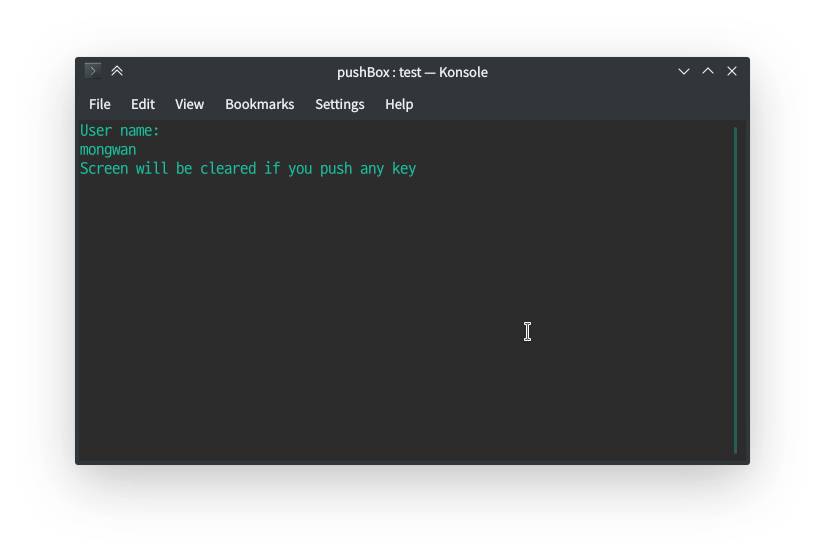 pushBox : test — Konsole
File Edit View Bookmarks Settings Help
User name:
mongwan
Screen will be cleared if you push any key